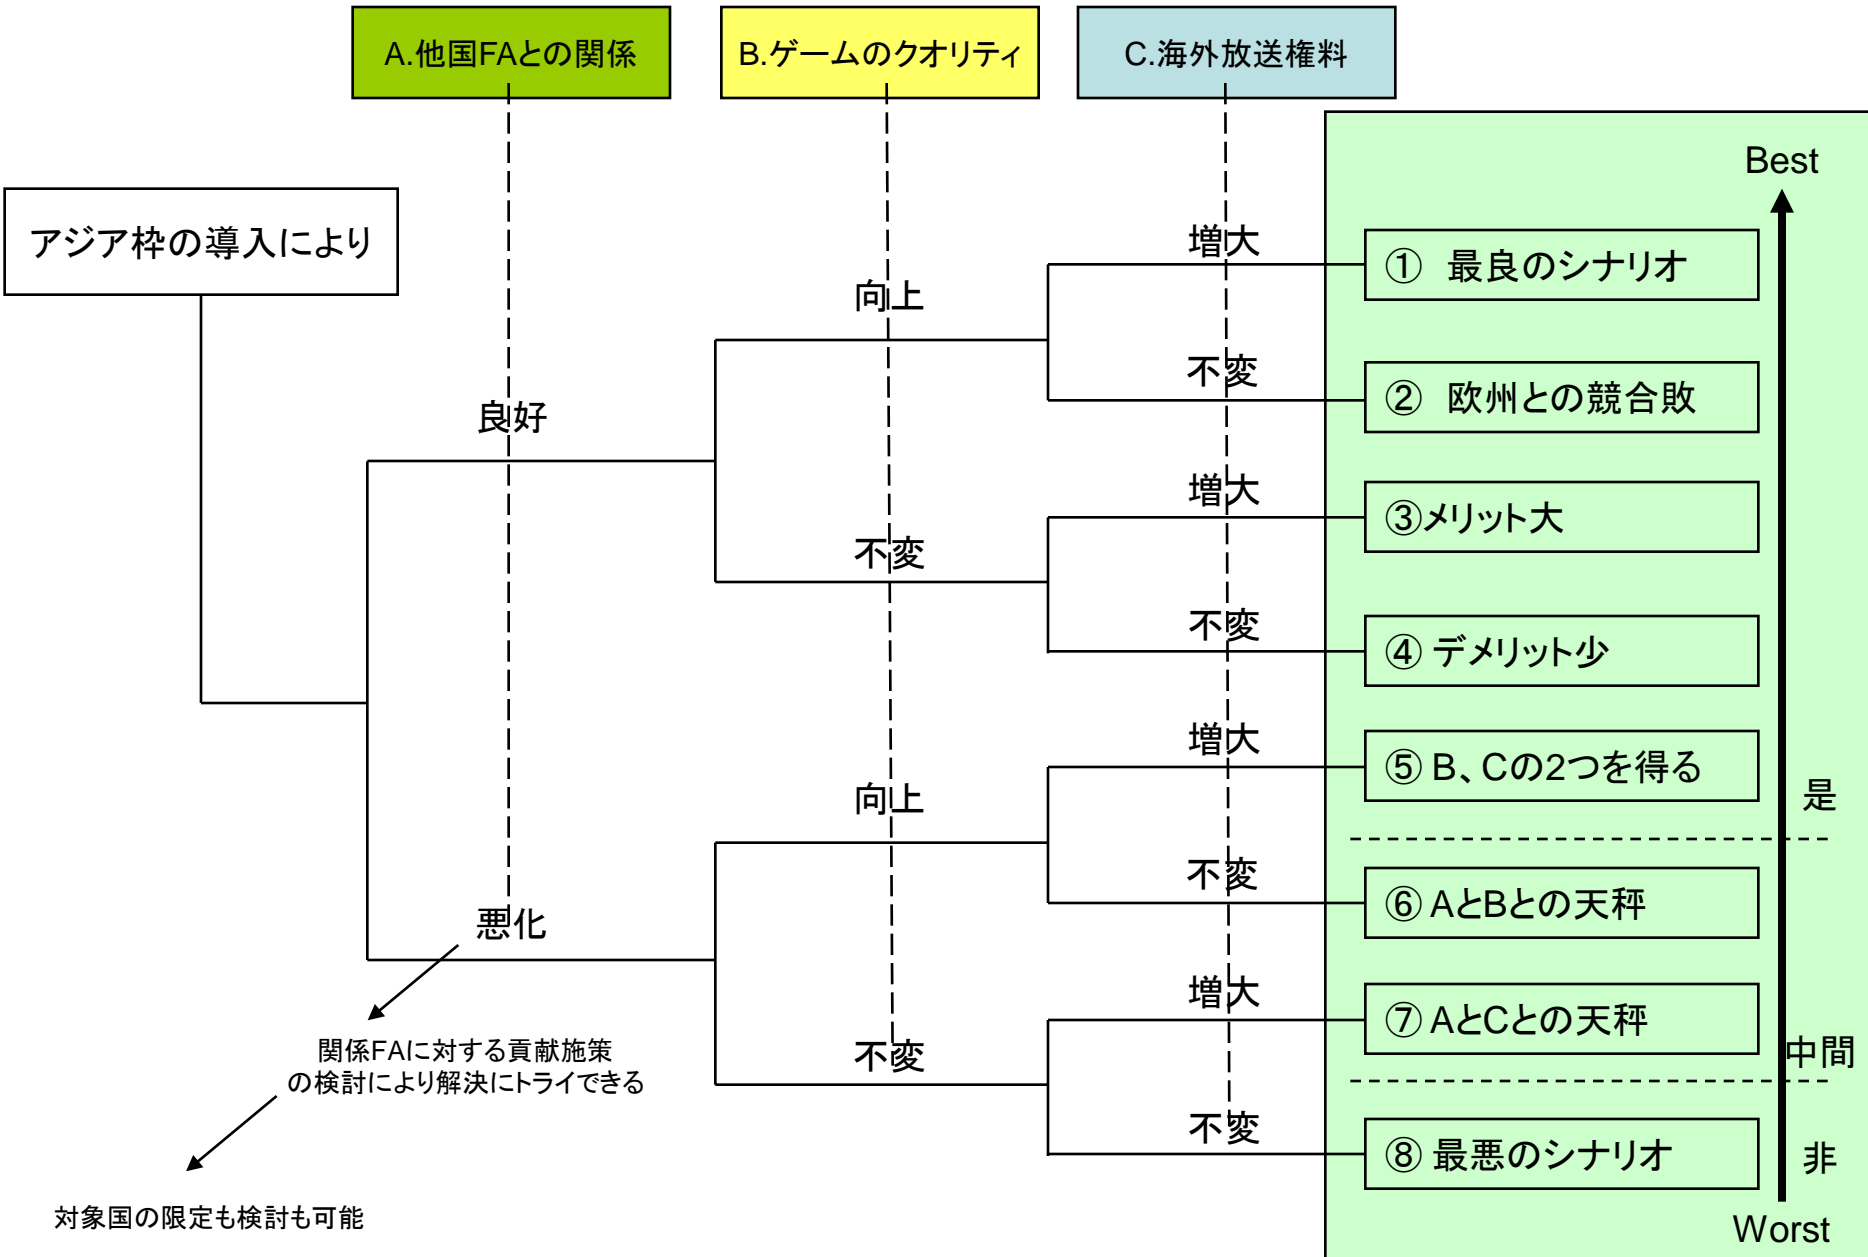 A.他国FAとの関係
B.ゲームのクオリティ
C.海外放送権料
Best
アジア枠の導入により
増大
① 最良のシナリオ
向上
不変
② 欧州との競合敗
良好
増大
③メリット大
不変
不変
④ デメリット少
増大
⑤ B、Cの2つを得る
向上
是
不変
⑥ AとBとの天秤
悪化
増大
⑦ AとCとの天秤
関係FAに対する貢献施策
の検討により解決にトライできる
不変
中間
不変
⑧ 最悪のシナリオ
非
対象国の限定も検討も可能
Worst